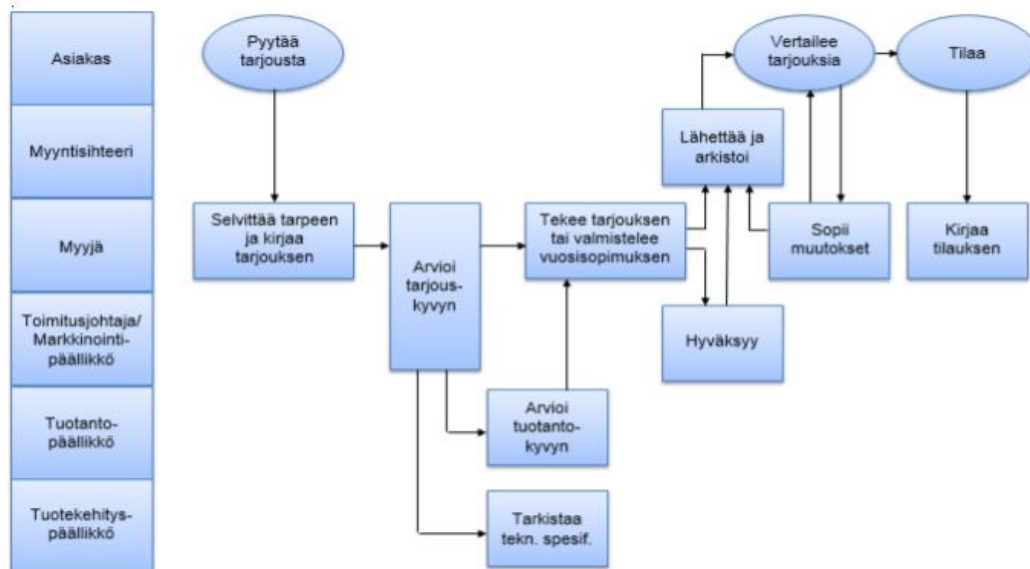 Asiakas
Myyntisihteeri
Myyjä
Toimitusjohtaja/
Markkinointi-
päällikkö
Tuotanto-
päällikkö
Tuotekehitys-
päällikkö
Pyytää
tarjousta
Selvittää tarpeen
ja kirjaa
tarjouksen
Arvioi
tarjous-
kyvyn
Arvioi
tuotanto-
kyvyn
Tarkistaa
tekn. spesif.
Tekee tarjouksen
tai valmistelee
vuosisopimuksen
Hyväksyy
Lähettää ja
arkistoi
Vertailee
tarjouksia
Sopii
muutokset
Tilaa
Kirjaa
tilauksen